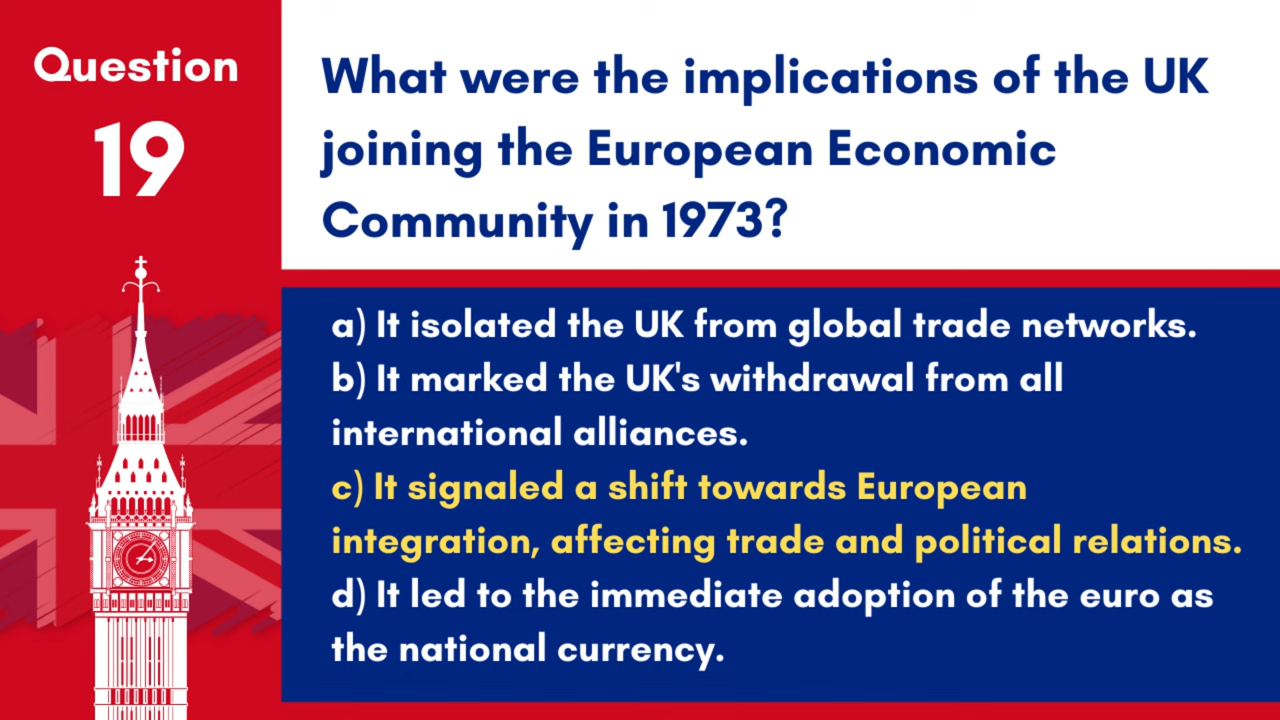 Question
19
What were the implications of the UK
joining the European Economic
Community in 1973?
a) It isolated the UK from global trade networks.
b) It marked the UK's withdrawal from all
international alliances.
c) It signaled a shift towards European
integration, affecting trade and political relations.
d) It led to the immediate adoption of the euro as
the national currency.